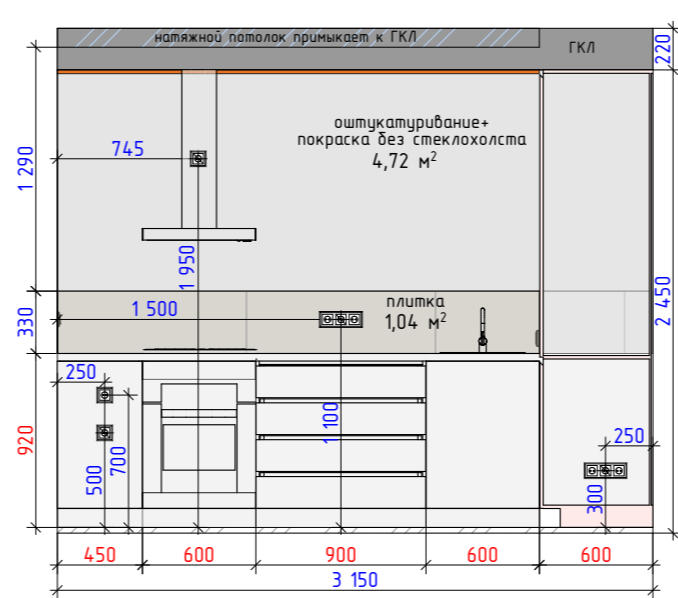 натяжной потолок примыкает к ГКЛ
ГКЛ
220
оштукатуривание+
покраска без стеклохолста
4,72 м²
745
1 290
1 950
2 450
плитка
1,04 м²
1 500
330
250
920
500
700
1 100
250
300
450
600
900
600
600
3 150